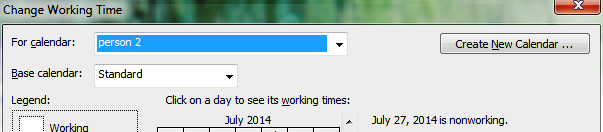 Change Working Time
For calendar: person 2 Create New Calendar ...
Base calendar: Standard
Legend: Click on a day to see its working times:
Working July 2014 July 27, 2014 is nonworking.